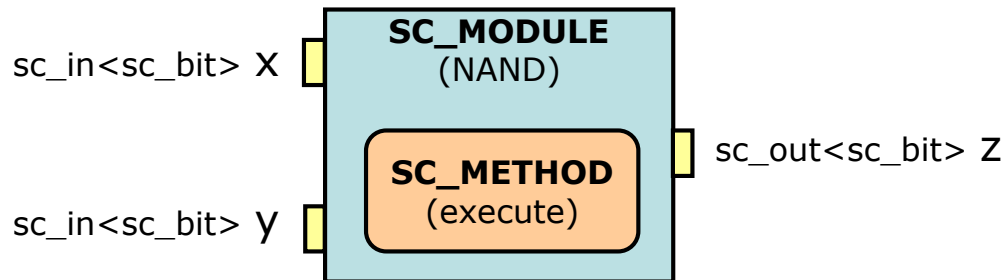 SC_MODULE
(NAND)
sc_in<sc_bit> x
SC_METHOD
(execute)
sc_out<sc_bit> z
sc_in<sc_bit> y